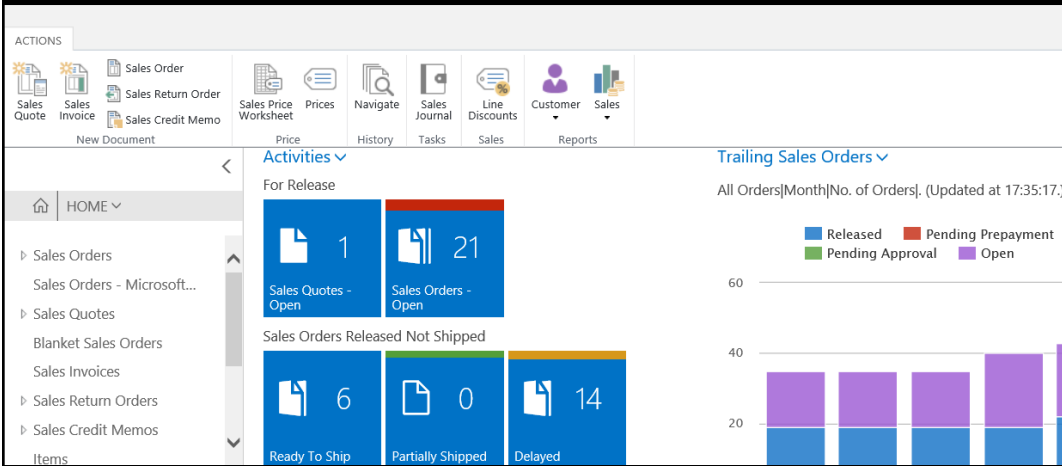 ACTIONS
Sales Quote
Sales Invoice
Sales Order
Sales Return Order
Sales Credit Memo
New Document
Sales Price Worksheet
Prices
Price
Navigate
History
Sales Journal
Tasks
Line Discounts
Sales
Customer
Sales
Reports
HOME
Sales Orders
Sales Orders - Microsoft...
Sales Quotes
Blanket Sales Orders
Sales Invoices
Sales Return Orders
Sales Credit Memos
Items
Activities
For Release
1
Sales Quotes -
Open
21
Sales Orders -
Open
Sales Orders Released Not Shipped
6
Ready To Ship
0
Partially Shipped
14
Delayed
Trailing Sales Orders
All Orders|Month|No. of Orders|. (Updated at 17:35:17.)
Released
Pending Prepayment
Pending Approval
Open
60
40
20